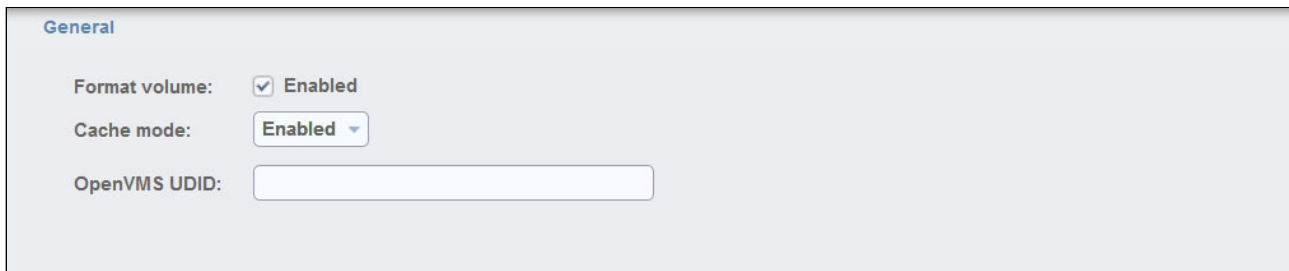 General
Format volume: Enabled
Cache mode: Enabled
OpenVMS UDID: